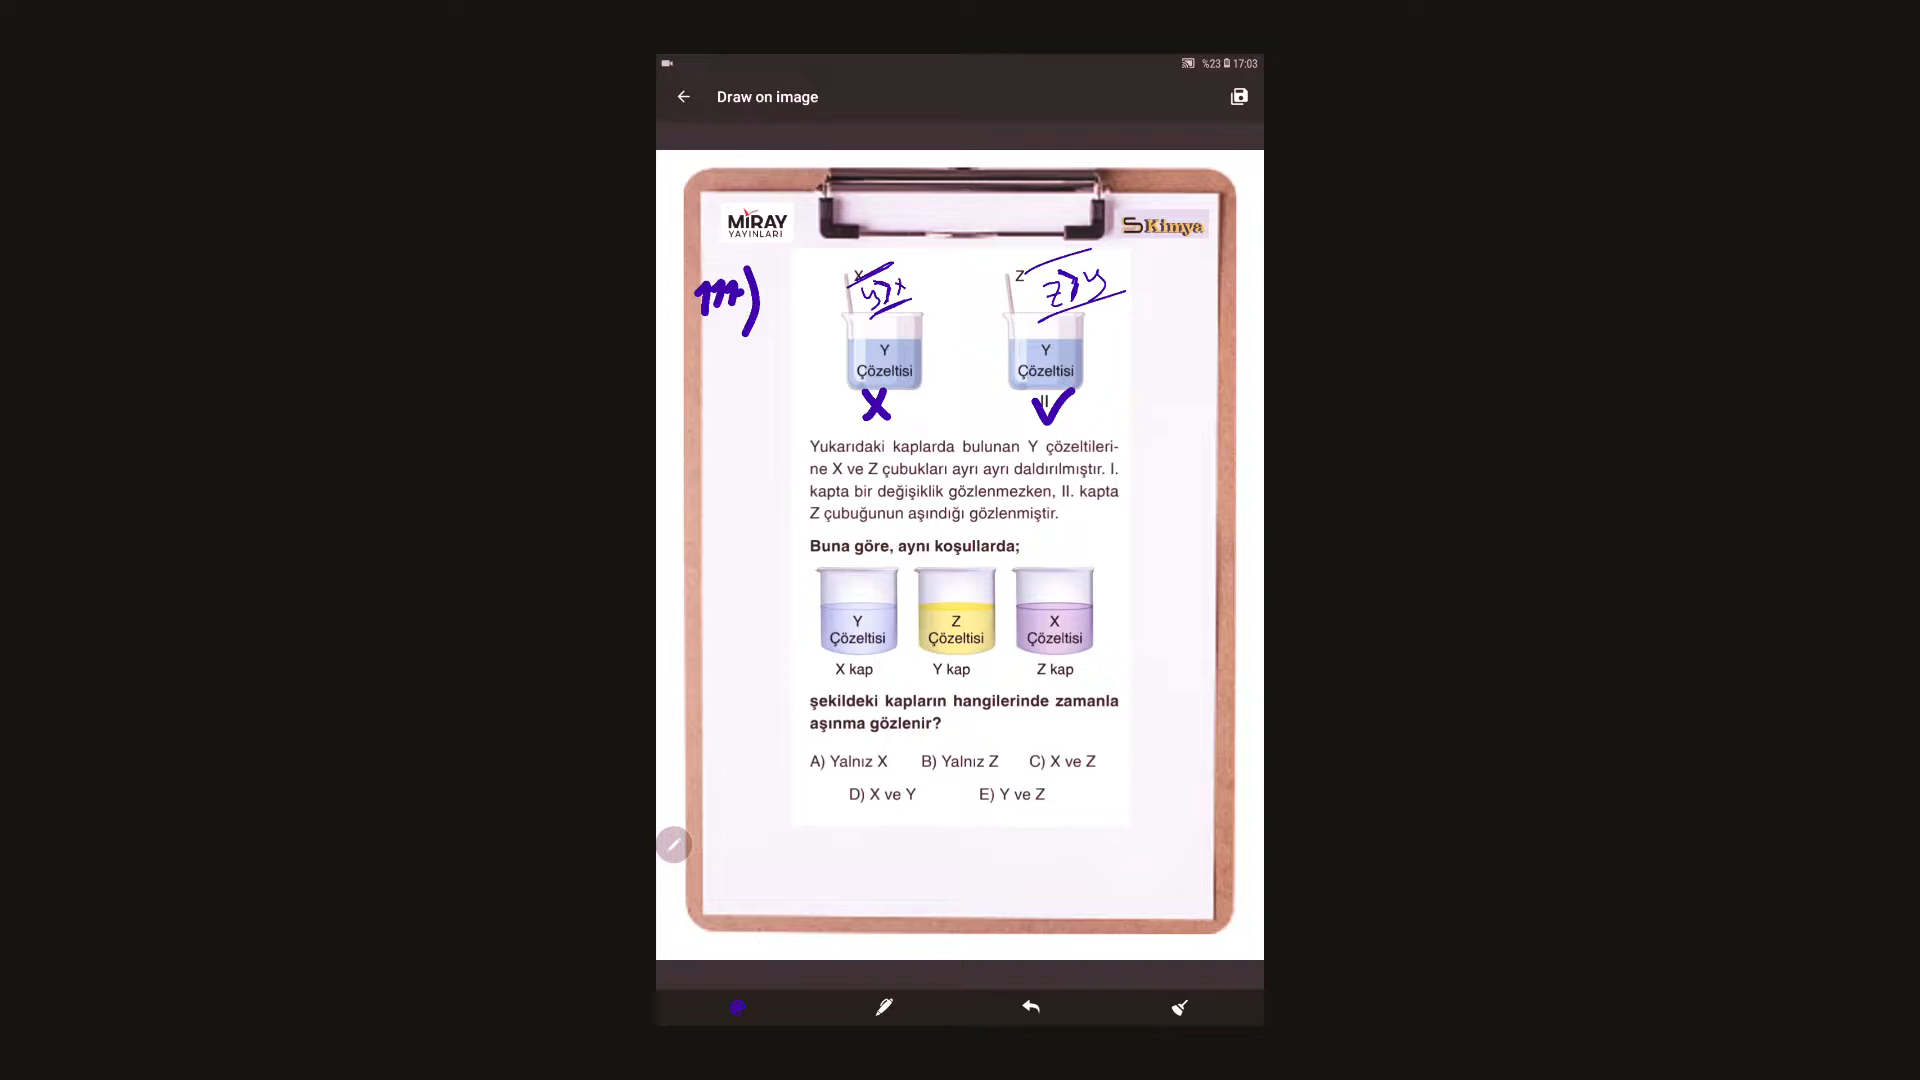 %23 17:03
Draw on image
MİRAY
YAYINLARI
SKimya
X
y>x
Z
z>y
Y
Çözeltisi
Y
Çözeltisi
X
II
Yukarıdaki kaplarda bulunan Y çözeltileri-
ne X ve Z çubukları ayrı ayrı daldırılmıştır. I.
kapta bir değişiklik gözlenmezken, II. kapta
Z çubuğunun aşındığı gözlenmiştir.
Buna göre, aynı koşullarda;
Y
Çözeltisi
Z
Çözeltisi
X
Çözeltisi
X kap
Y kap
Z kap
şekildeki kapların hangilerinde zamanla
aşınma gözlenir?
A) Yalnız X B) Yalnız Z C) X ve Z
D) X ve Y E) Y ve Z